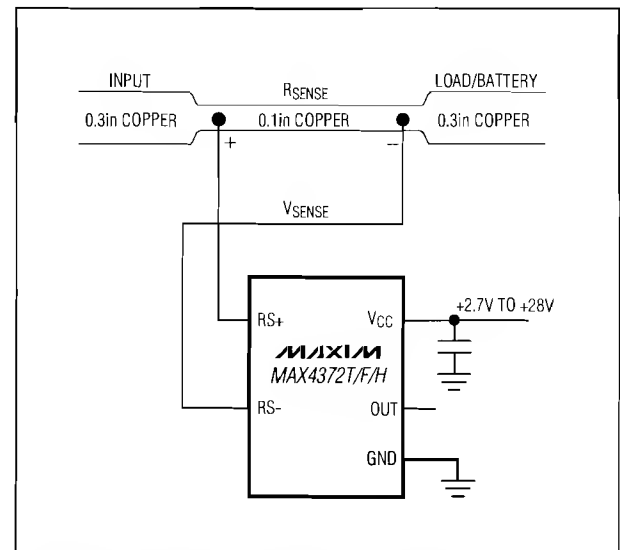 INPUT
RSENSE
LOAD/BATTERY
0.3in COPPER
0.1in COPPER
0.3in COPPER
+
−
VSENSE
+2.7V TO +28V
RS+
VCC
MAXIM
MAX4372T/F/H
RS-
OUT
GND